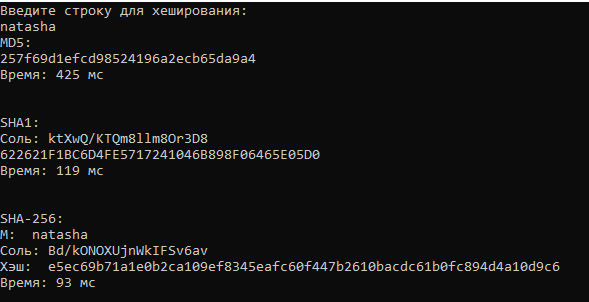 Введите строку для хеширования:
natasha
MD5:
257f69d1efcd98524196a2ecb65da9a4
Время: 425 мс
SHA1:
Соль: ktXwQ/KTQm8llm8Or3D8
622621F1BC6D4FE5717241046B898F06465E05D0
Время: 119 мс
SHA-256:
M:  natasha
Соль: Bd/kONOXUjnWkIFSv6av
Хэш:  e5ec69b71a1e0b2ca109ef8345eafc60f447b2610bacdc61b0fc894d4a10d9c6
Время: 93 мс